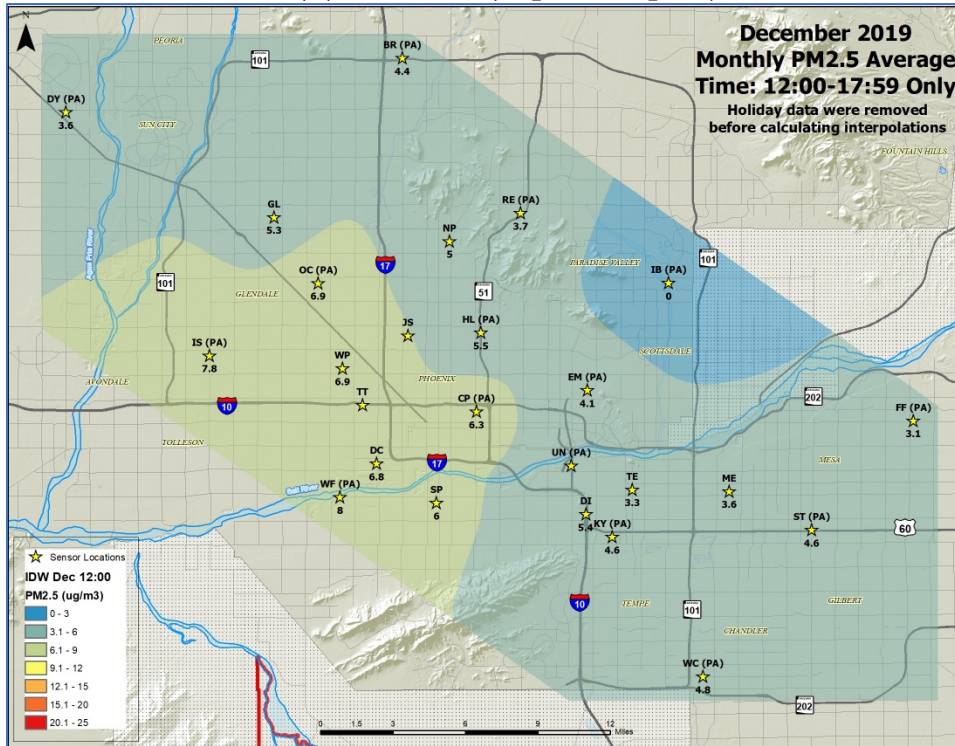 December 2019
Monthly PM2.5 Average
Time: 12:00-17:59 Only
Holiday data were removed
before calculating interpolations
N
PEORIA
101
BR (PA)
4.4
DY (PA)
3.6
SUN CITY
FOUNTAIN HILLS
GL
5.3
RE (PA)
3.7
NP
5
Agua Fria River
17
PARADISE VALLEY
101
OC (PA)
6.9
IB (PA)
0
101
GLENDALE
51
JS
HL (PA)
5.5
IS (PA)
7.8
WP
6.9
SCOTTSDALE
AVONDALE
PHOENIX
EM (PA)
4.1
TT
10
CP (PA)
6.3
202
FF (PA)
3.1
TOLLESON
DC
6.8
17
UN (PA)
MESA
WF (PA)
8
Salt River
SP
6
TE
3.3
ME
3.6
DI
5.4
KY (PA)
4.6
ST (PA)
4.6
60
10
TEMPE
101
GILBERT
CHANDLER
WC (PA)
4.8
202
Sensor Locations
IDW Dec 12:00
PM2.5 (ug/m3)
0 - 3
3.1 - 6
6.1 - 9
9.1 - 12
12.1 - 15
15.1 - 20
20.1 - 25
0 1.5 3 6 9 12
Miles